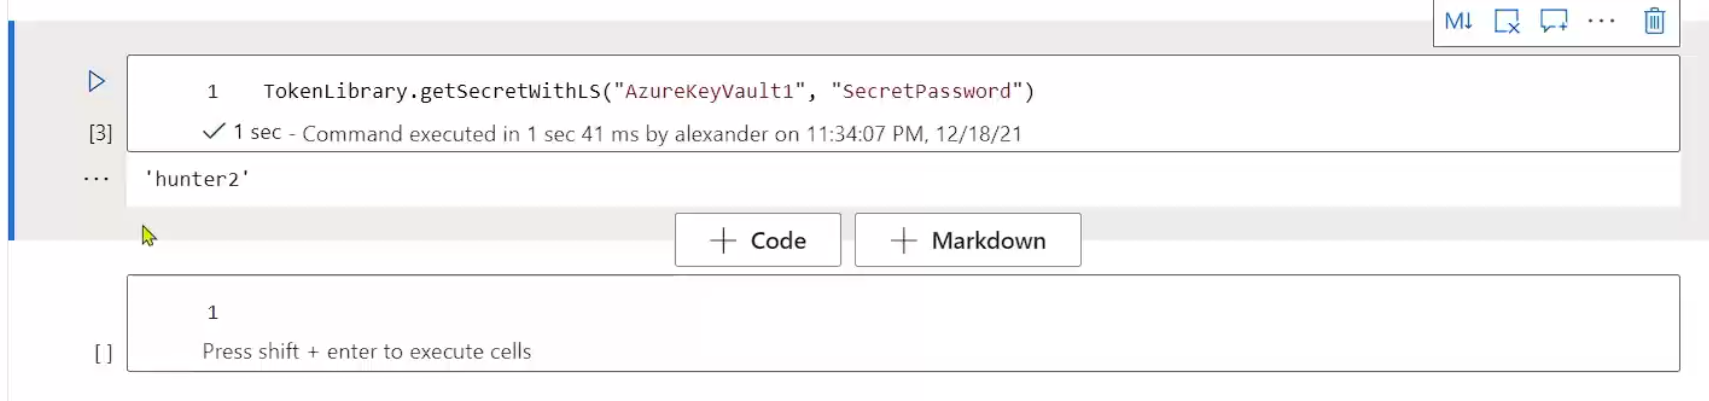 M↓
1 TokenLibrary.getSecretWithLS("AzureKeyVault1", "SecretPassword")
[3] 1 sec - Command executed in 1 sec 41 ms by alexander on 11:34:07 PM, 12/18/21
'hunter2'
+ Code + Markdown
1
[ ] Press shift + enter to execute cells